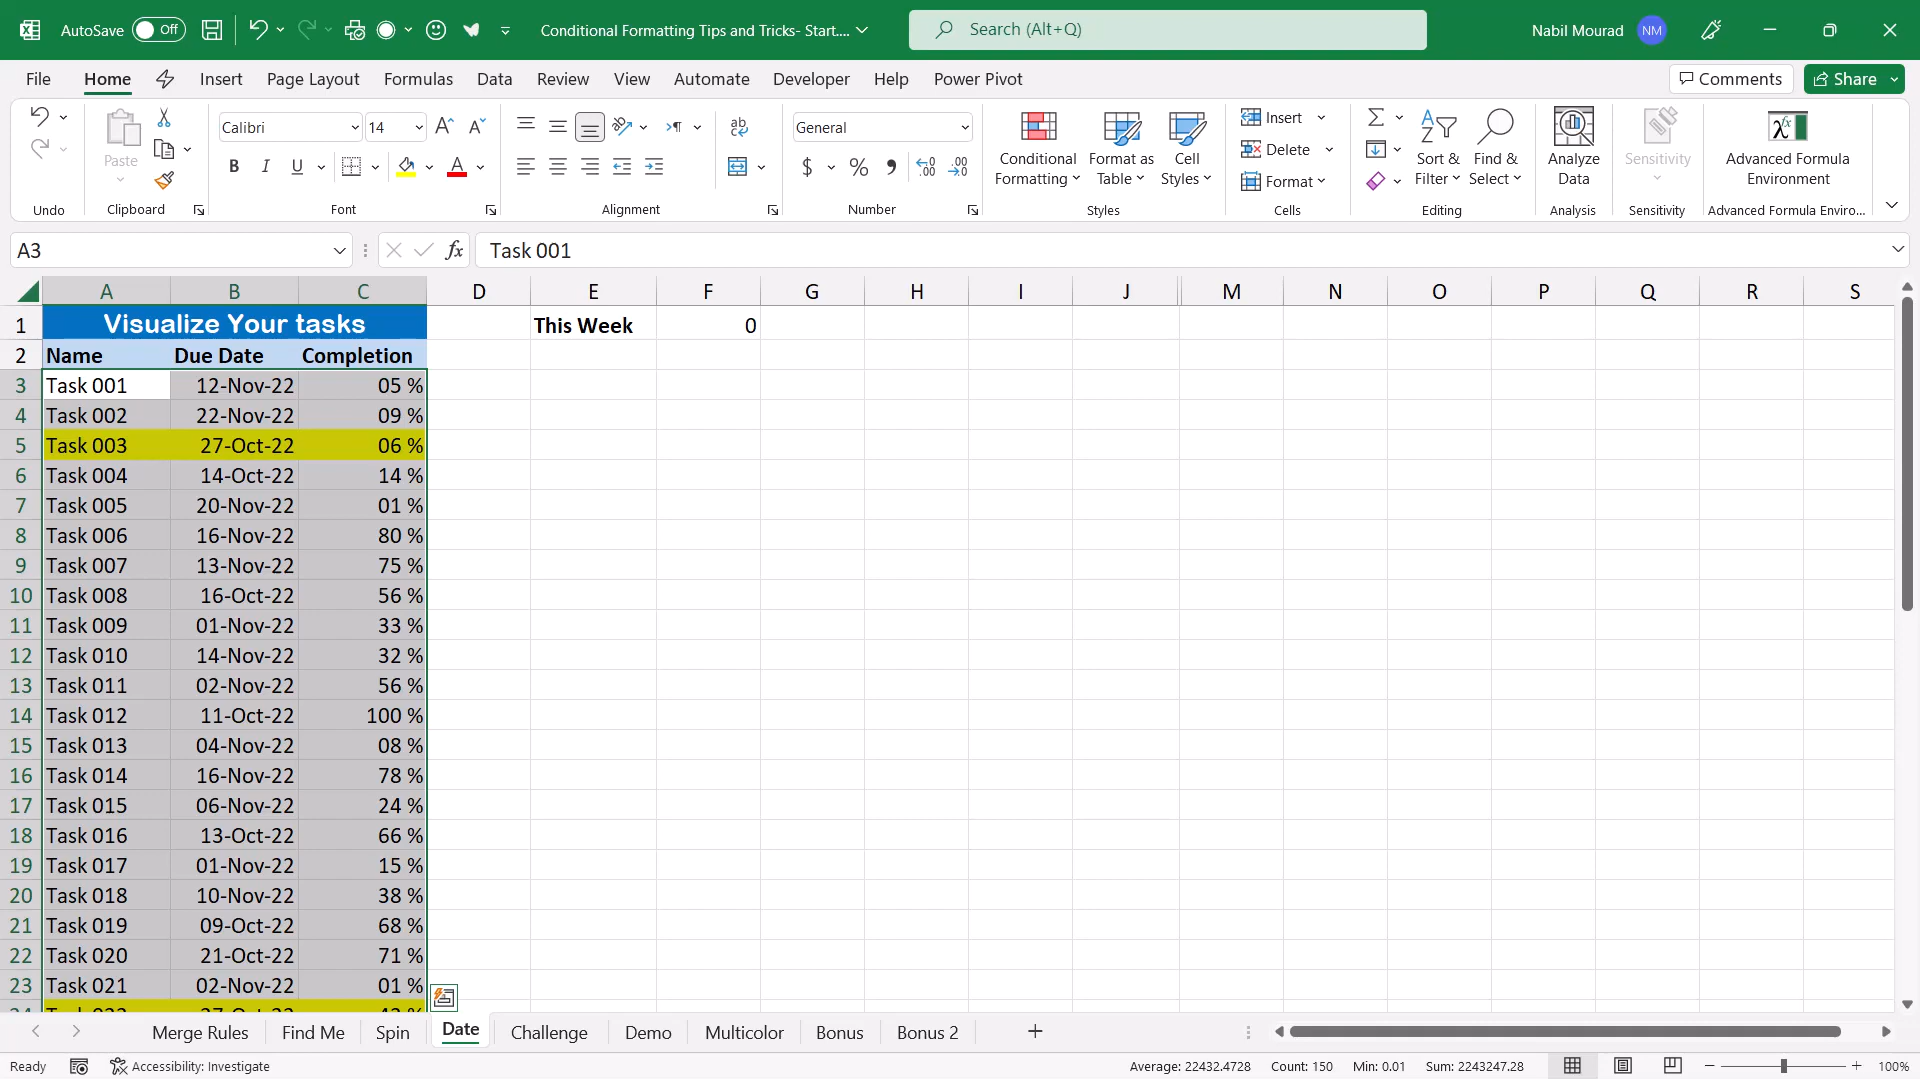 AutoSave Off Conditional Formatting Tips and Tricks- Start.... Search (Alt+Q) Nabil Mourad NM
File Home Insert Page Layout Formulas Data Review View Automate Developer Help Power Pivot Comments Share
Paste
Calibri 14
B I U A
General
$ % , .00
Conditional Formatting
Format as Table
Cell Styles
Insert
Delete
Format
Sort & Filter
Find & Select
Analyze Data
Sensitivity
Advanced Formula Environment
Undo Clipboard Font Alignment Number Styles Cells Editing Analysis Sensitivity Advanced Formula Enviro...
A3 fx Task 001
A B C D E F G H I J M N O P Q R S
1 Visualize Your tasks This Week 0
2 Name Due Date Completion
3 Task 001 12-Nov-22 05 %
4 Task 002 22-Nov-22 09 %
5 Task 003 27-Oct-22 06 %
6 Task 004 14-Oct-22 14 %
7 Task 005 20-Nov-22 01 %
8 Task 006 16-Nov-22 80 %
9 Task 007 13-Nov-22 75 %
10 Task 008 16-Oct-22 56 %
11 Task 009 01-Nov-22 33 %
12 Task 010 14-Nov-22 32 %
13 Task 011 02-Nov-22 56 %
14 Task 012 11-Oct-22 100 %
15 Task 013 04-Nov-22 08 %
16 Task 014 16-Nov-22 78 %
17 Task 015 06-Nov-22 24 %
18 Task 016 13-Oct-22 66 %
19 Task 017 01-Nov-22 15 %
20 Task 018 10-Nov-22 38 %
21 Task 019 09-Oct-22 68 %
22 Task 020 21-Oct-22 71 %
23 Task 021 02-Nov-22 01 %
Merge Rules Find Me Spin Date Challenge Demo Multicolor Bonus Bonus 2
Ready Accessibility: Investigate Average: 22432.4728 Count: 150 Min: 0.01 Sum: 2243247.28 100%